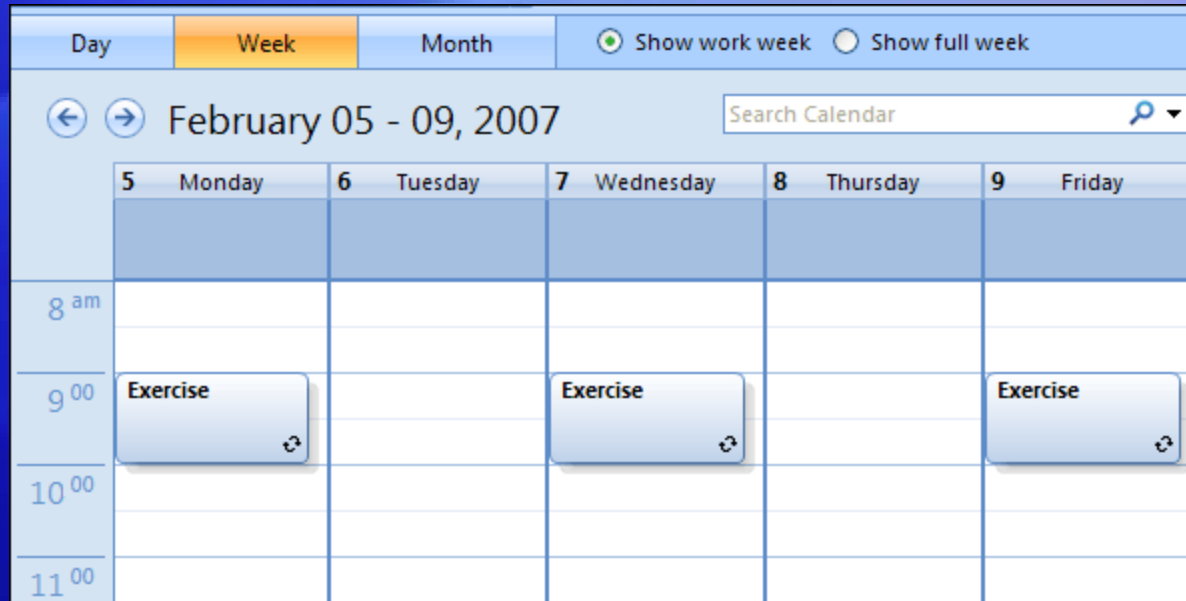 Day Week Month Show work week Show full week
February 05 - 09, 2007 Search Calendar
5 Monday 6 Tuesday 7 Wednesday 8 Thursday 9 Friday
8 am
9 00 Exercise Exercise Exercise
10 00
11 00